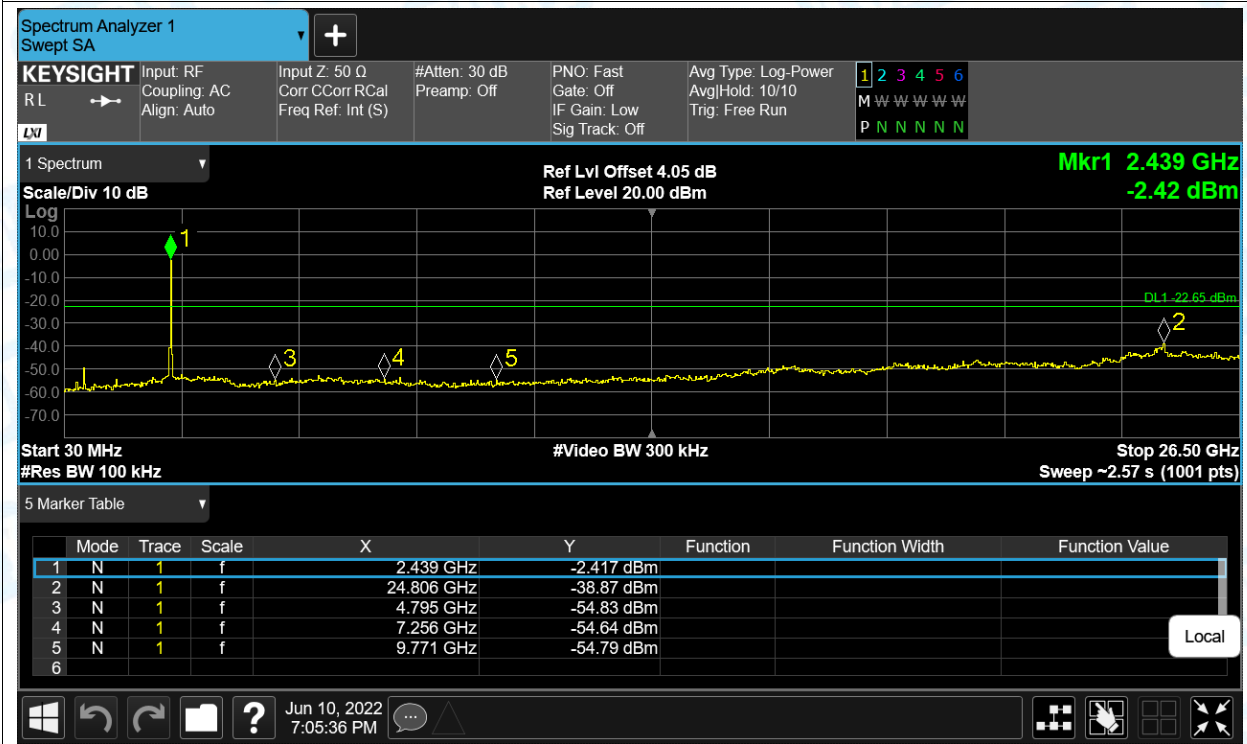 Spectrum Analyzer 1
Swept SA
KEYSIGHT
R L
LXI
Input: RF
Coupling: AC
Align: Auto
Input Z: 50 Ω
Corr CCorr RCal
Freq Ref: Int (S)
#Atten: 30 dB
Preamp: Off
PNO: Fast
Gate: Off
IF Gain: Low
Sig Track: Off
Avg Type: Log-Power
Avg|Hold: 10/10
Trig: Free Run
1 2 3 4 5 6
M W W W W W
P N N N N N
1 Spectrum
Scale/Div 10 dB
Ref Lvl Offset 4.05 dB
Ref Level 20.00 dBm
Mkr1 2.439 GHz
-2.42 dBm
Log
10.0
0.00
-10.0
-20.0
-30.0
-40.0
-50.0
-60.0
-70.0
1
DL1 -22.65 dBm
2
3
4
5
Start 30 MHz
#Video BW 300 kHz
Stop 26.50 GHz
#Res BW 100 kHz
Sweep ~2.57 s (1001 pts)
5 Marker Table
Mode Trace Scale X Y Function Function Width Function Value
1 N 1 f 2.439 GHz -2.417 dBm
2 N 1 f 24.806 GHz -38.87 dBm
3 N 1 f 4.795 GHz -54.83 dBm
4 N 1 f 7.256 GHz -54.64 dBm
5 N 1 f 9.771 GHz -54.79 dBm
6
Local
?
Jun 10, 2022
7:05:36 PM